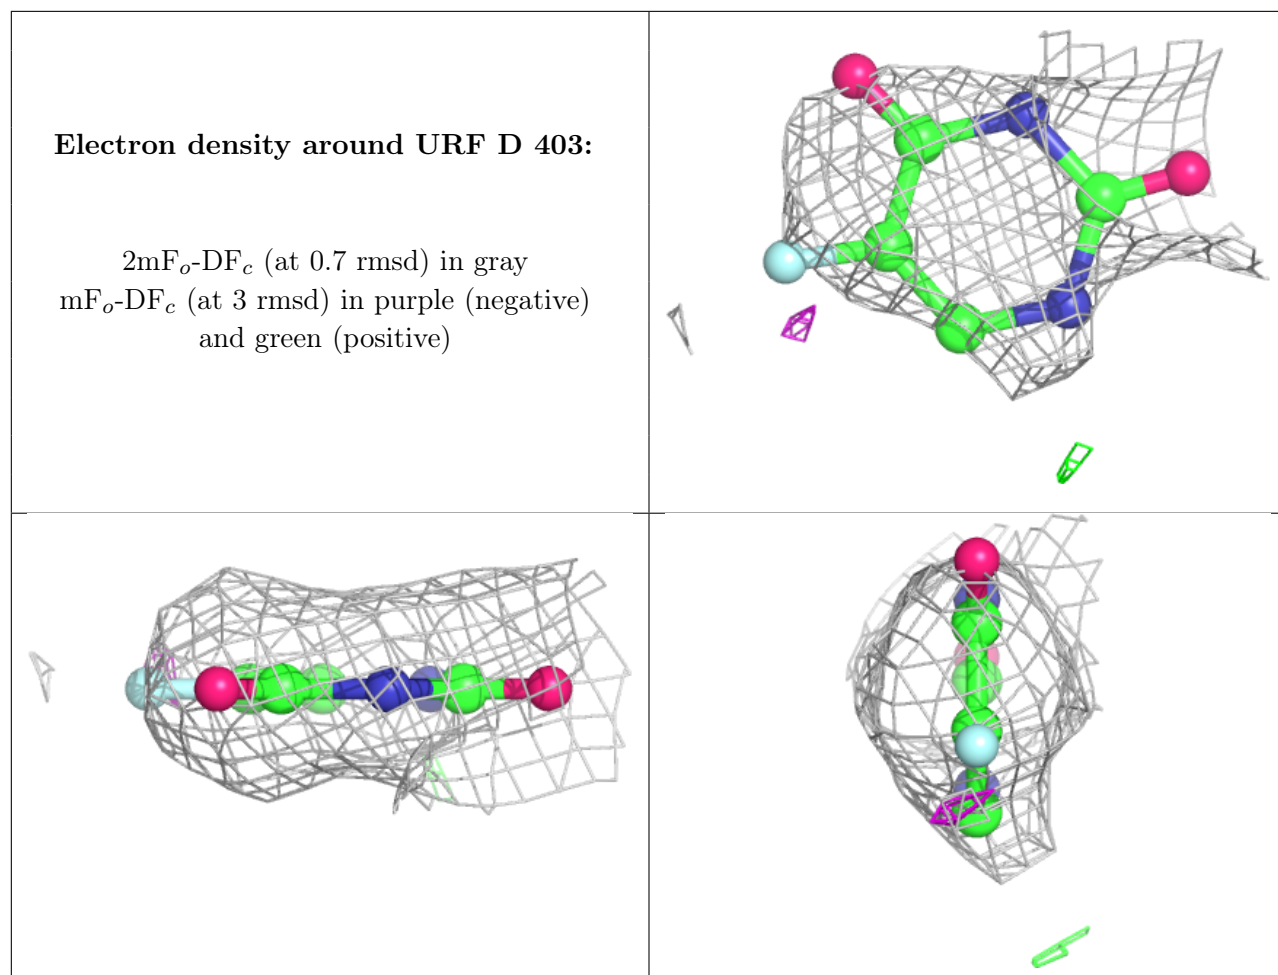 Electron density around URF D 403:
2mFₒ-DF𝒸 (at 0.7 rmsd) in gray
mFₒ-DF𝒸 (at 3 rmsd) in purple (negative)
and green (positive)